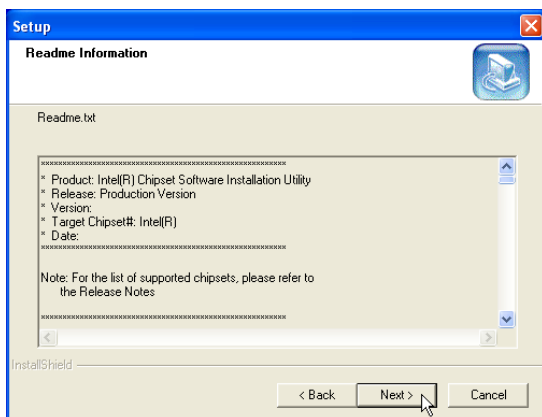 Setup
Readme Information
Readme.txt
************************************************************
* Product: Intel(R) Chipset Software Installation Utility
* Release: Production Version
* Version:
* Target Chipset#: Intel(R)
* Date:
************************************************************
Note: For the list of supported chipsets, please refer to
the Release Notes
************************************************************
InstallShield
< Back
Next >
Cancel